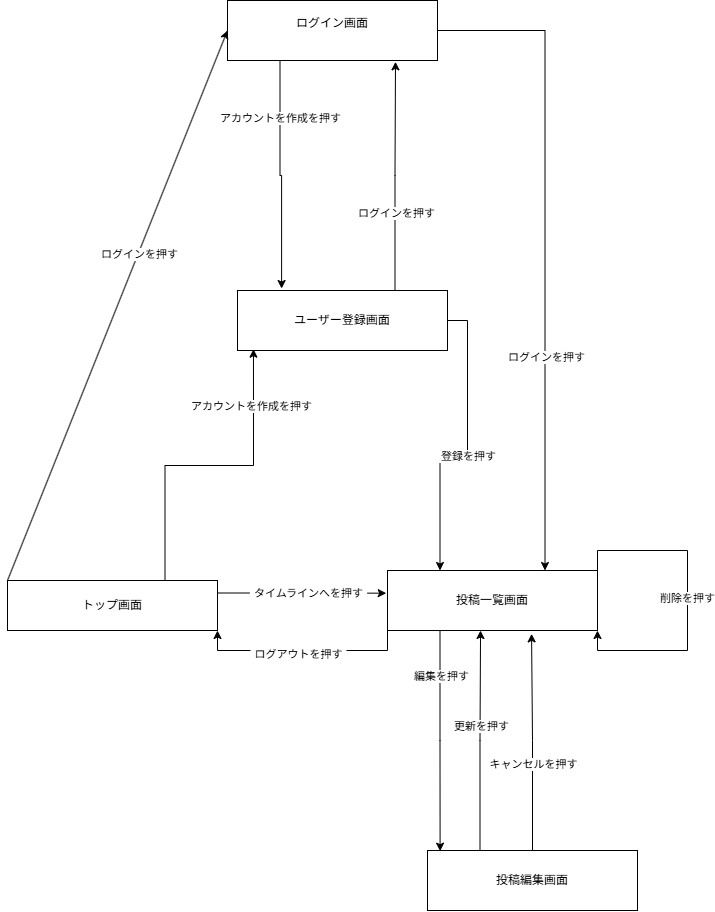 ログイン画面
アカウントを作成を押す
ログインを押す
ログインを押す
ユーザー登録画面
ログインを押す
アカウントを作成を押す
登録を押す
トップ画面
タイムラインへを押す
投稿一覧画面
削除を押す
ログアウトを押す
編集を押す
更新を押す
キャンセルを押す
投稿編集画面